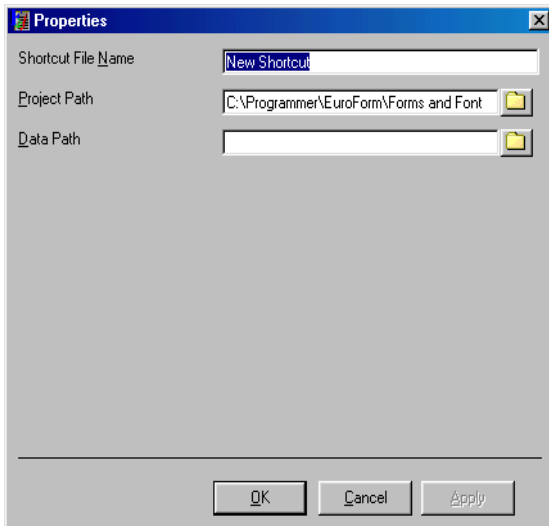 Properties
Shortcut File Name New Shortcut
Project Path C:\Programmer\EuroForm\Forms and Font
Data Path
OK Cancel Apply